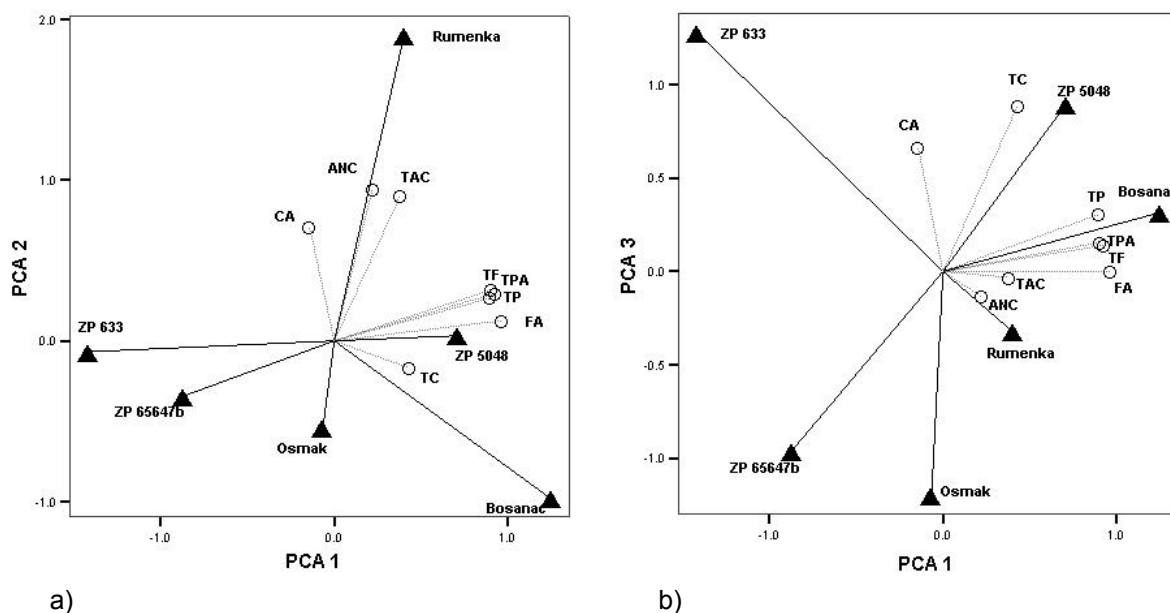 2.0
1.0
0.0
-1.0
PCA 2
Rumenka
ANC
TAC
CA
TF
TPA
TP
FA
ZP 633
ZP 5048
TC
ZP 65647b
Osmak
Bosanac
-1.0
0.0
1.0
PCA 1
a)
1.0
0.5
0.0
-0.5
-1.0
PCA 3
ZP 633
TC
ZP 5048
CA
Bosana
TP
TPA
TF
TAC
FA
ANC
Rumenka
ZP 65647b
Osmak
-1.0
0.0
1.0
PCA 1
b)